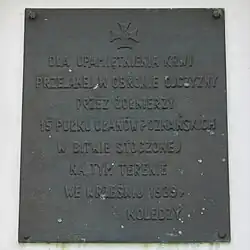 DLA UPAMIĘTNIENIA KRWI
PRZELANEJ W OBRONIE OJCZYZNY
PRZEZ ŻOŁNIERZY
15 PUŁKU UŁANÓW POZNAŃSKICH
W BITWIE STOCZONEJ
NA TYM TERENIE
WE WRZEŚNIU 1939 r
KOLEDZY